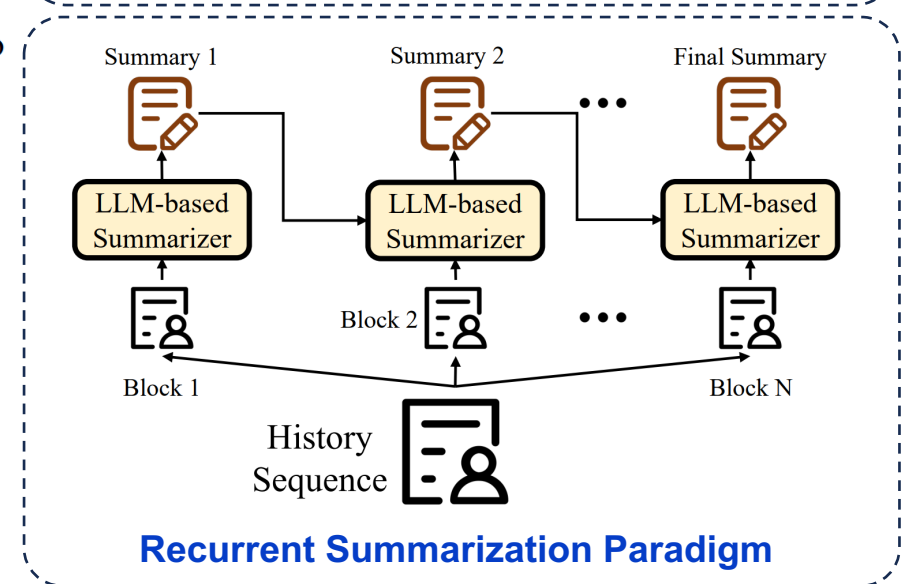 Summary 1
Summary 2
Final Summary
LLM-based
Summarizer
LLM-based
Summarizer
LLM-based
Summarizer
Block 1
Block 2
Block N
History
Sequence
Recurrent Summarization Paradigm